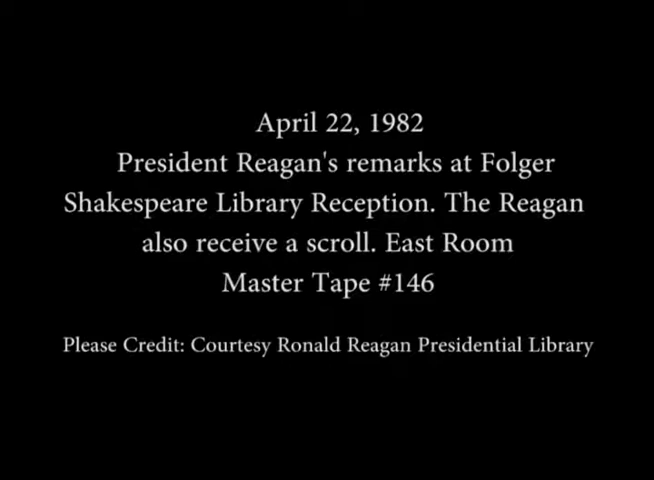 April 22, 1982
President Reagan's remarks at Folger
Shakespeare Library Reception. The Reagan
also receive a scroll. East Room
Master Tape #146
Please Credit: Courtesy Ronald Reagan Presidential Library